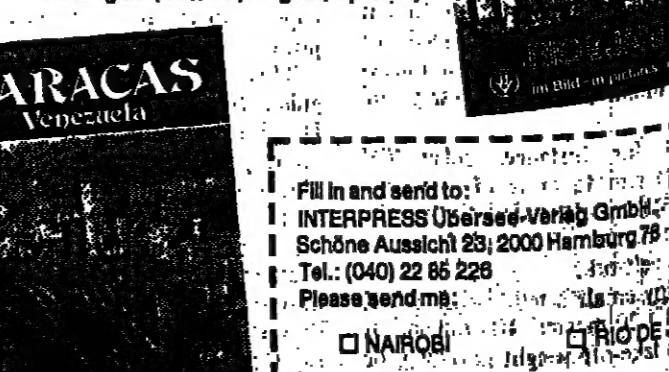 ARACAS
Venezuela
im Bild - in pictures
Fill in and send to:
INTERPRESS Übersee-Verlag GmbH
Schöne Aussicht 23; 2000 Hamburg 76
Tel.: (040) 22 85 226
Please send me:
☐ NAIROBI ☐ RIO DE